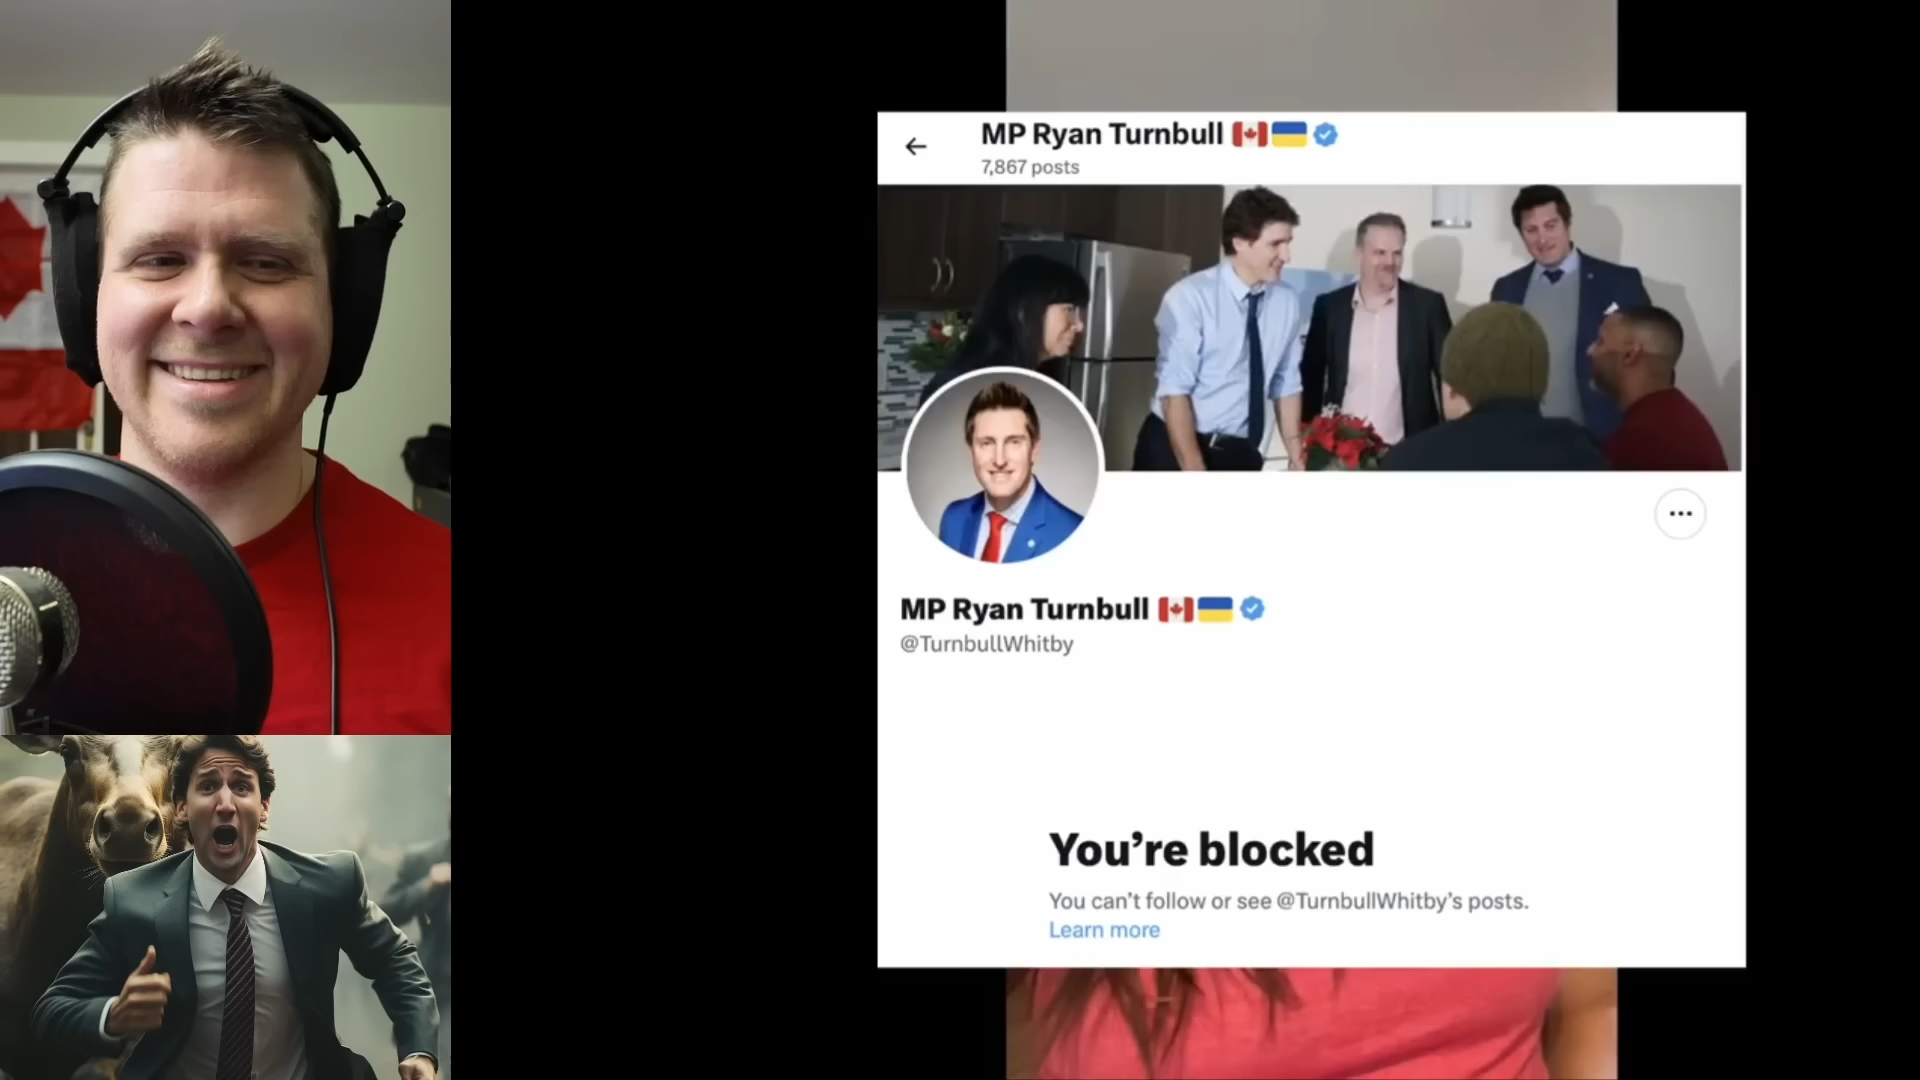 MP Ryan Turnbull 🇨🇦🇺🇦
7,867 posts
MP Ryan Turnbull 🇨🇦🇺🇦
@TurnbullWhitby
You're blocked
You can't follow or see @TurnbullWhitby's posts.
Learn more